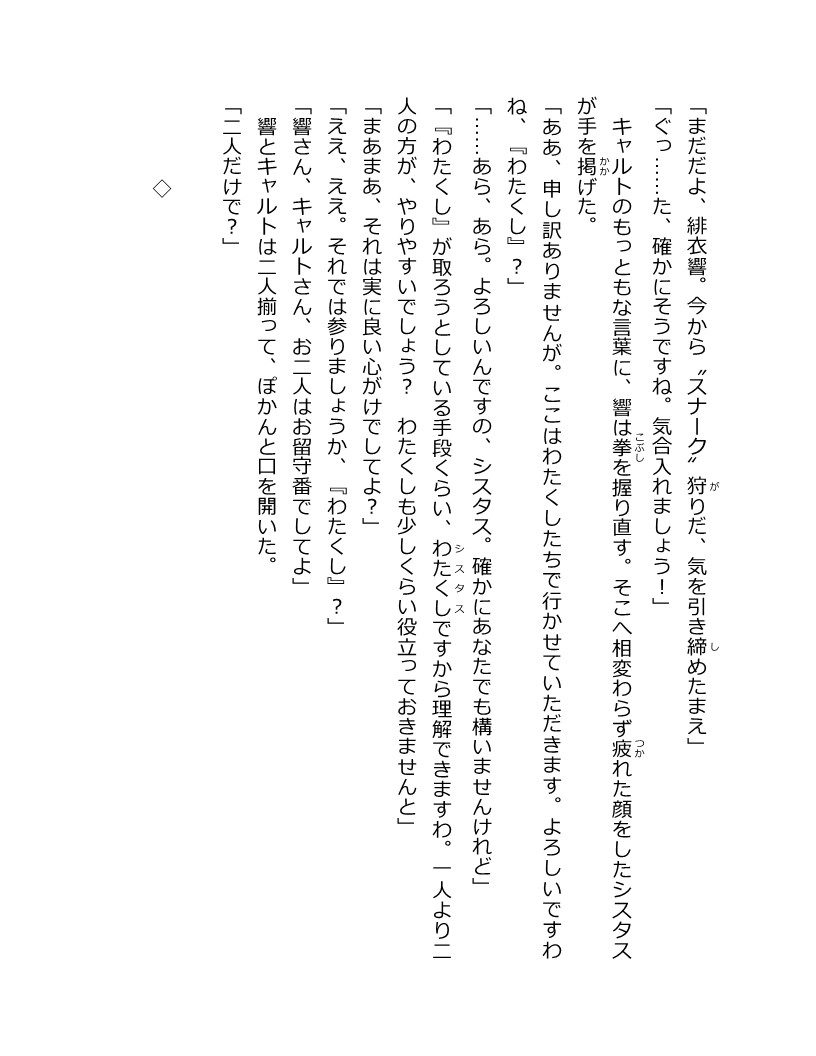 「まだだよ、緋衣響。今から〝スナーク〟狩りだ、気を引き締めたまえ」
「ぐっ……た、確かにそうですね。気合入れましょう！」
　キャルトのもっともな言葉に、響は拳を握り直す。そこへ相変わらず疲れた顔をしたシスタス
が手を掲げた。
「ああ、申し訳ありませんが。ここはわたくしたちで行かせていただきます。よろしいですわ
ね、『わたくし』？」
「……あら、あら。よろしいんですの、シスタス。確かにあなたでも構いませんけれど」
「『わたくし』が取ろうとしている手段くらい、わたくしですから理解できますわ。一人より二
人の方が、やりやすいでしょう？　わたくしも少しくらい役立っておきませんと」
「まあまあ、それは実に良い心がけでしてよ？」
「ええ、ええ。それでは参りましょうか、『わたくし』？」
「響さん、キャルトさん、お二人はお留守番でしてよ」
　響とキャルトは二人揃って、ぽかんと口を開いた。
「二人だけで？」
◇